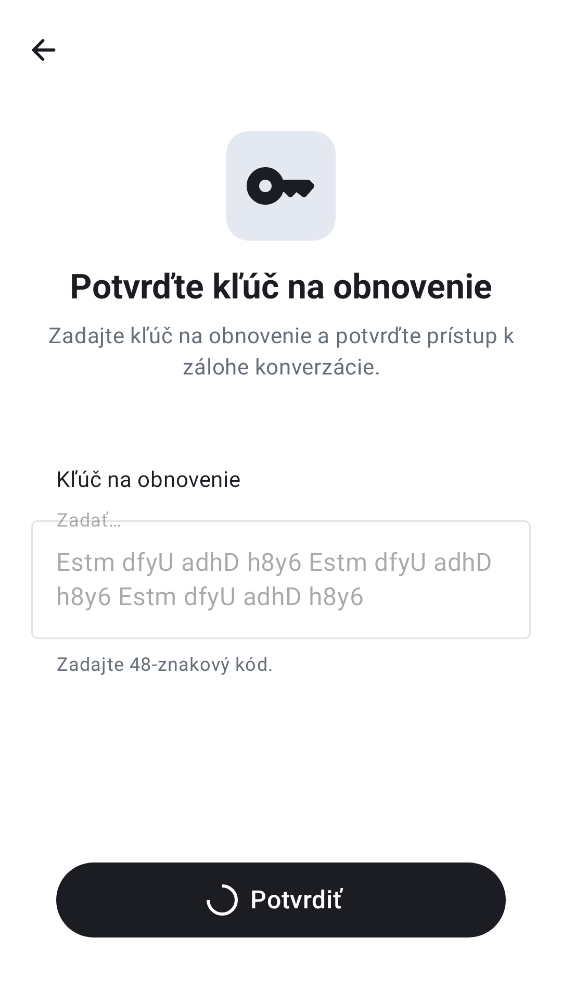 Potvrďte kľúč na obnovenie
Zadajte kľúč na obnovenie a potvrďte prístup k
zálohe konverzácie.
Kľúč na obnovenie
Zadať…
Estm dfyU adhD h8y6 Estm dfyU adhD
h8y6 Estm dfyU adhD h8y6
Zadajte 48-znakový kód.
Potvrdiť